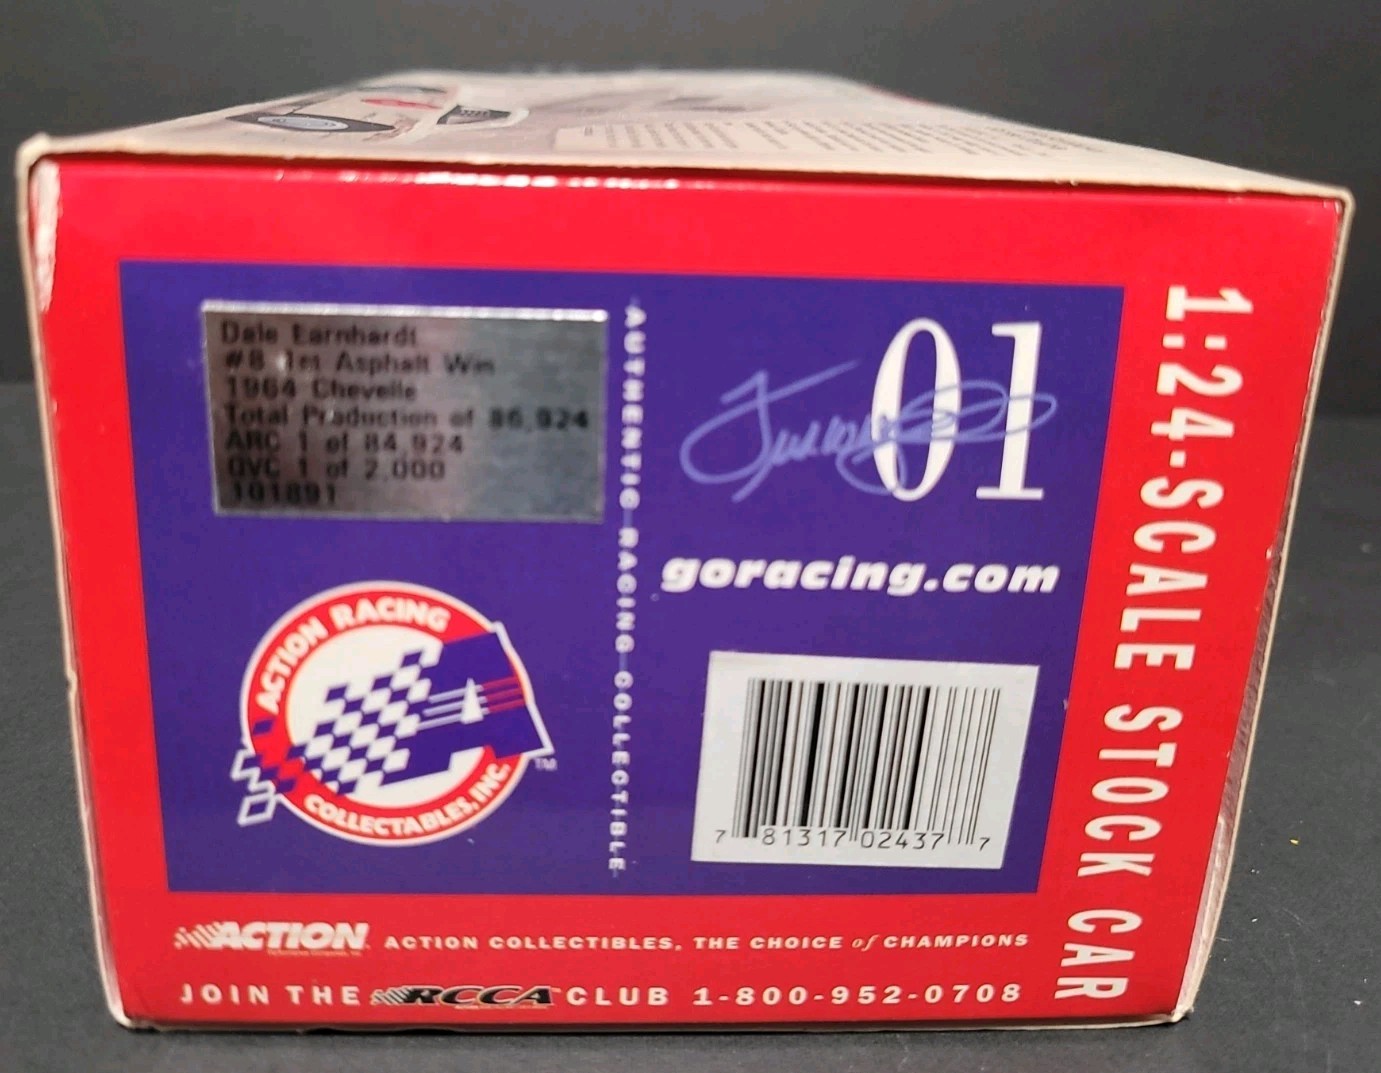 Dale Earnhardt
#8 1st Asphalt Win
1964 Chevelle
Total Production of 86,924
ARC 1 of 84,924
QVC 1 of 2,000
101891
AUTHENTIC RACING COLLECTIBLE
01
goracing.com
7 81317 02437 7
ACTION RACING
COLLECTABLES, INC.
TM
1:24-SCALE STOCK CAR
ACTION
ACTION COLLECTIBLES, THE CHOICE of CHAMPIONS
JOIN THE RCCA CLUB 1-800-952-0708